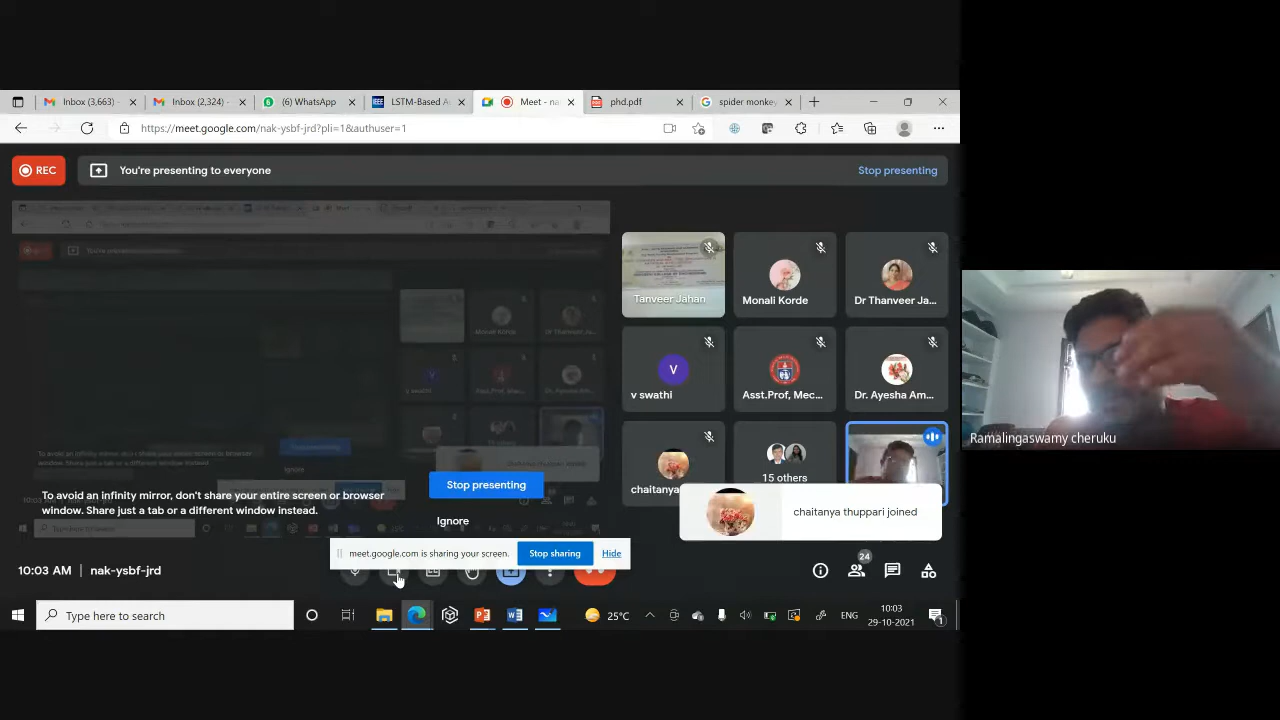 Inbox (3,663) -
Inbox (2,324) -
(6) WhatsApp
LSTM-Based A
Meet - na
phd.pdf
spider monkey
https://meet.google.com/nak-ysbf-jrd?pli=1&authuser=1
REC
You're presenting to everyone
Stop presenting
Tanveer Jahan
Monali Korde
Dr Thanveer Ja...
V
v swathi
Asst.Prof, Mec...
Dr. Ayesha Am...
chaitanya
15 others
chaitanya thuppari joined
Ramalingaswamy cheruku
Stop presenting
To avoid an infinity mirror, don't share your entire screen or browser
window. Share just a tab or a different window instead.
Ignore
meet.google.com is sharing your screen.
Stop sharing
Hide
10:03 AM
nak-ysbf-jrd
24
Type here to search
25°C
ENG
10:03
29-10-2021